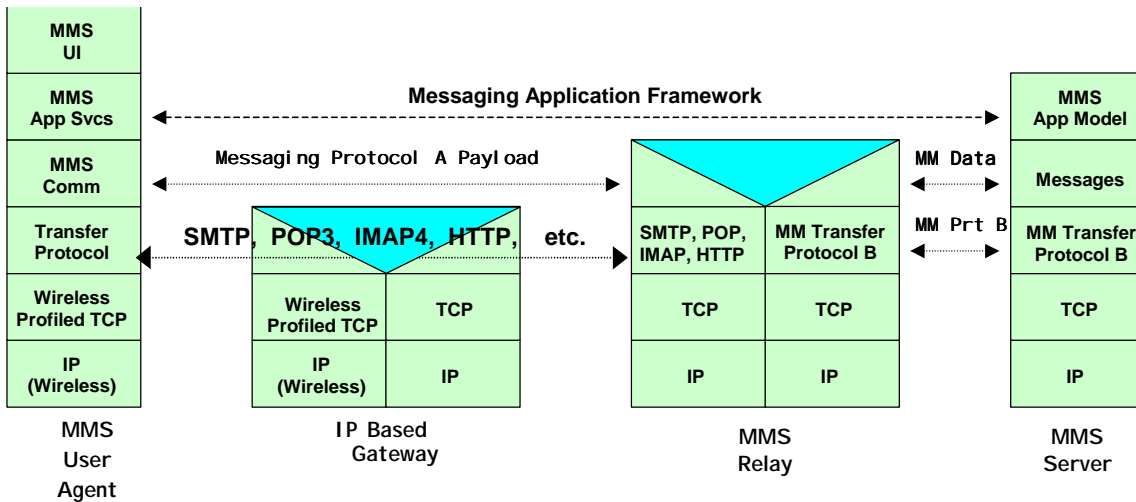 MMS
UI
MMS
App Svcs
MMS
Comm
Transfer
Protocol
Wireless
Profiled TCP
IP
(Wireless)
MMS
User
Agent
Messaging Application Framework
Messaging Protocol A Payload
SMTP, POP3, IMAP4, HTTP, etc.
Wireless
Profiled TCP
TCP
IP
(Wireless)
IP
IP Based
Gateway
SMTP, POP,
IMAP, HTTP
MM Transfer
Protocol B
TCP
TCP
IP
IP
MMS
Relay
MM Data
MM Prt B
MMS
App Model
Messages
MM Transfer
Protocol B
TCP
IP
MMS
Server